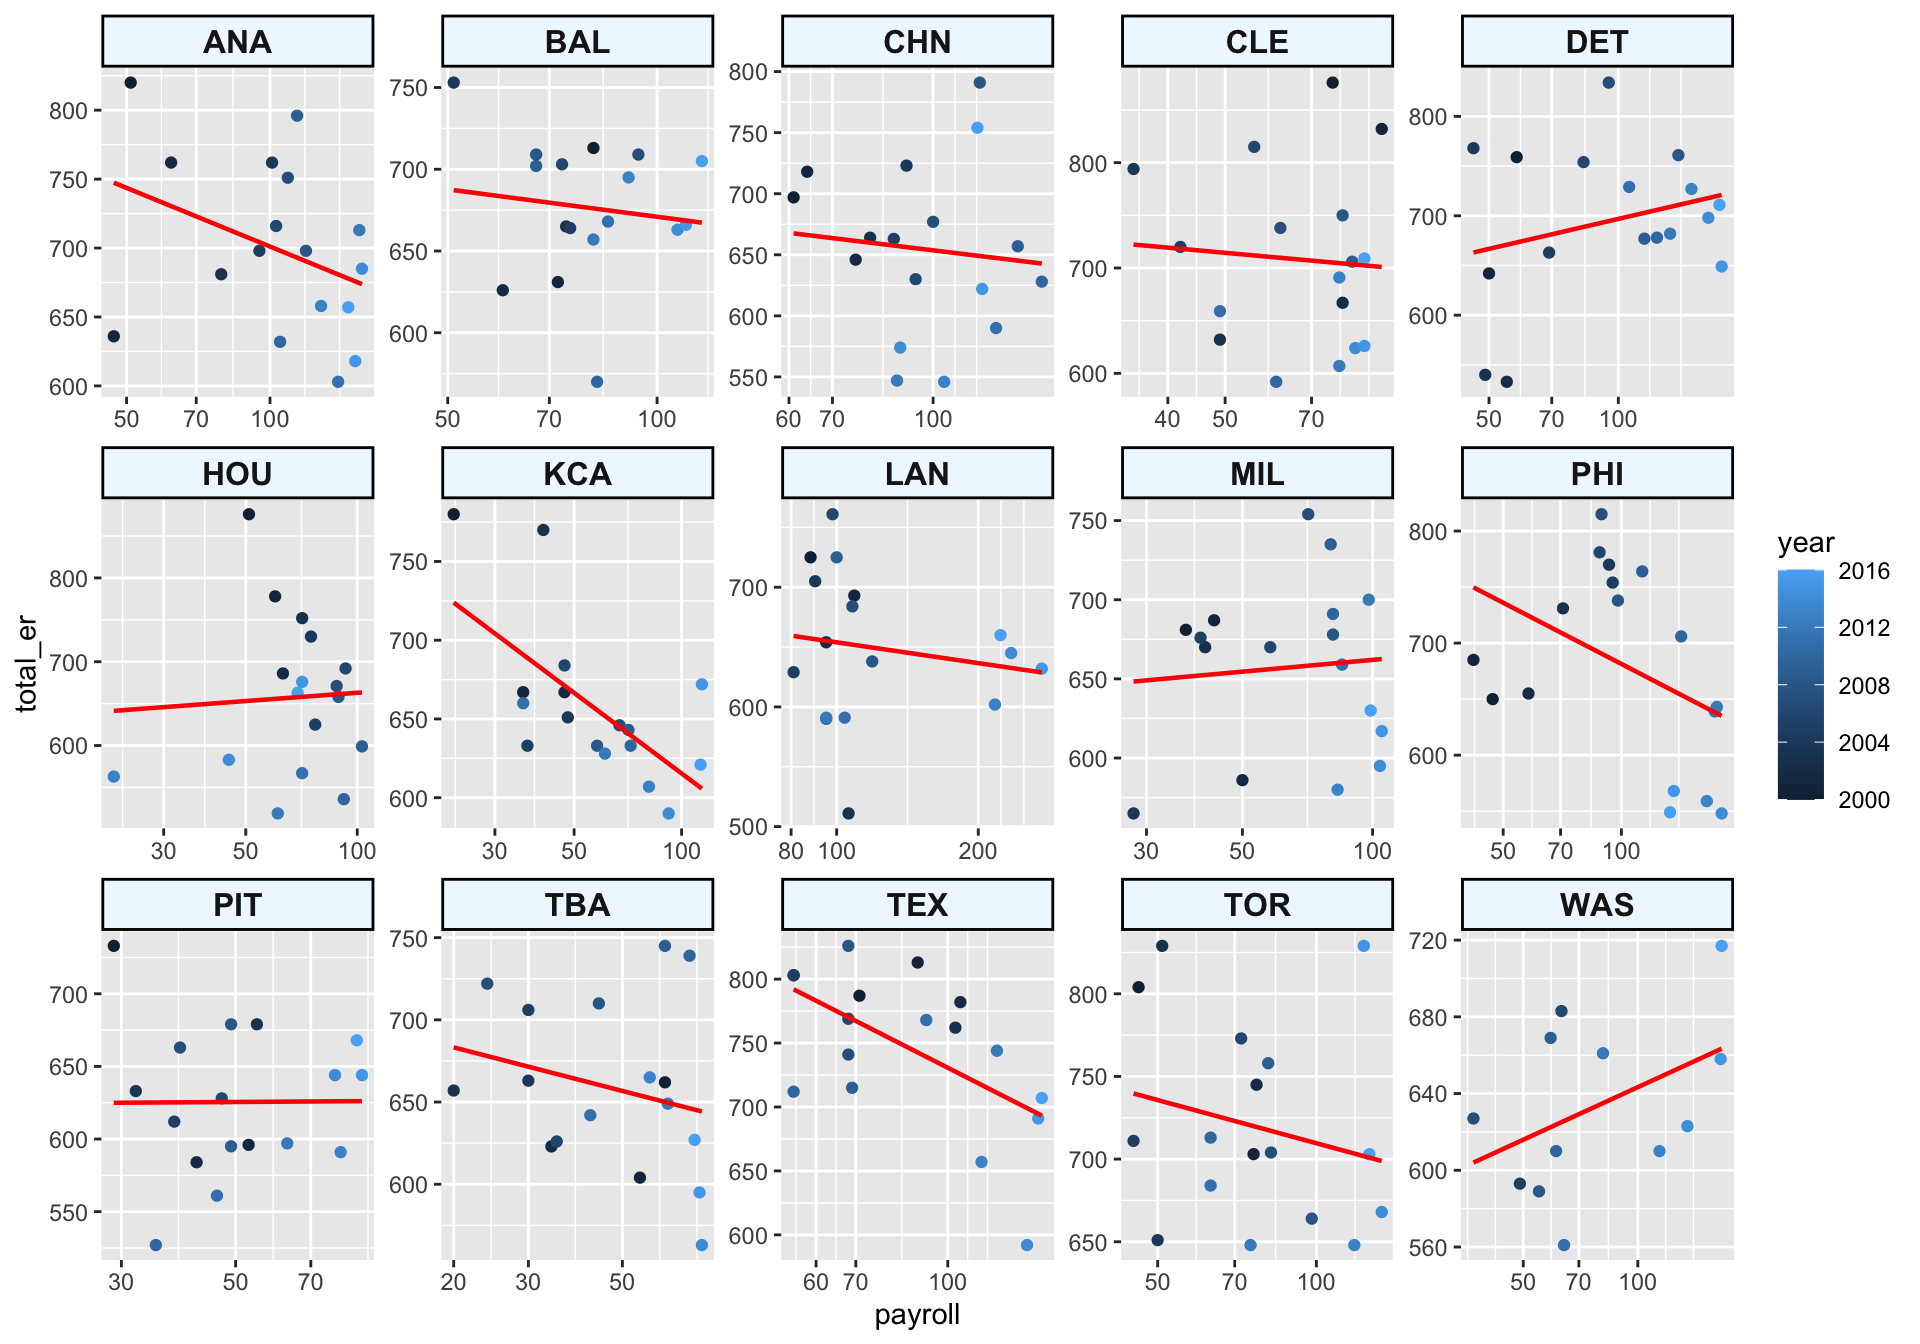 ANA BAL CHN CLE DET
800 750 800 800 800
750 700 750 700 700
700 650 700 600 600
650 600 650
600 600
550
50 70 100 50 70 100 60 70 100 40 50 70 50 70 100
HOU KCA LAN MIL PHI
800 750 700 750 800
700 700 600 700 700
600 650 500 650 600
600 600
30 50 100 30 50 100 80 100 200 30 50 100 50 70 100
PIT TBA TEX TOR WAS
700 750 800 800 720
650 700 750 750 680
600 650 700 700 640
550 600 650 650 600
600 560
30 50 70 20 30 50 60 70 100 50 70 100 50 70 100
total_er
payroll
year
2016
2012
2008
2004
2000